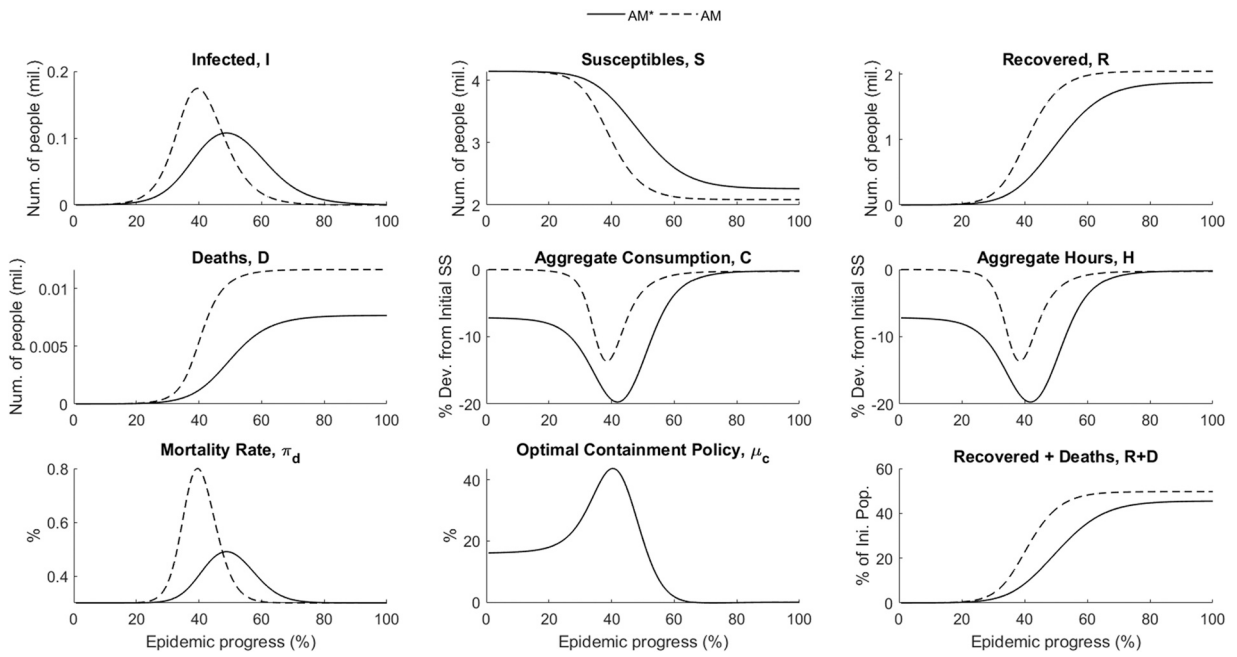 AM* AM
Infected, I
Num. of people (mil.)
0.2
0.1
0
0 20 40 60 80 100
Susceptibles, S
Num. of people (mil.)
4
3
2
0 20 40 60 80 100
Recovered, R
Num. of people (mil.)
2
1
0
0 20 40 60 80 100
Deaths, D
Num. of people (mil.)
0.01
0.005
0
0 20 40 60 80 100
Aggregate Consumption, C
% Dev. from Initial SS
0
-10
-20
0 20 40 60 80 100
Aggregate Hours, H
% Dev. from Initial SS
0
-10
-20
0 20 40 60 80 100
Mortality Rate, π_d
%
0.8
0.6
0.4
0 20 40 60 80 100
Epidemic progress (%)
Optimal Containment Policy, μ_c
%
40
20
0
0 20 40 60 80 100
Epidemic progress (%)
Recovered + Deaths, R+D
% of Ini. Pop.
60
40
20
0
0 20 40 60 80 100
Epidemic progress (%)